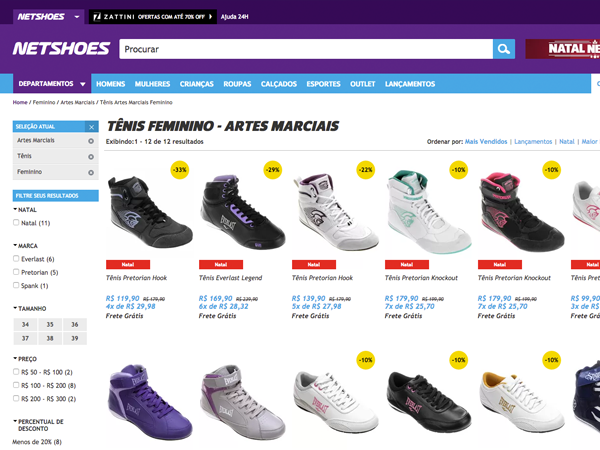 NETSHOES
ZATTINI OFERTAS COM ATÉ 70% OFF Ajuda 24H
NETSHOES
Procurar
NATAL NE
DEPARTAMENTOS HOMENS MULHERES CRIANÇAS ROUPAS CALÇADOS ESPORTES OUTLET LANÇAMENTOS
Home / Feminino / Artes Marciais / Tênis Artes Marciais Feminino
SELEÇÃO ATUAL
Artes Marciais
Tênis
Feminino
TÊNIS FEMININO - ARTES MARCIAIS
Exibindo:1 - 12 de 12 resultados
Ordenar por: Mais Vendidos | Lançamentos | Natal | Maior
FILTRE SEUS RESULTADOS
NATAL
Natal (11)
MARCA
Everlast (6)
Pretorian (5)
Spank (1)
TAMANHO
34 35 36
37 38 39
PREÇO
R$ 50 - R$ 100 (2)
R$ 100 - R$ 200 (8)
R$ 200 - R$ 300 (2)
PERCENTUAL DE
DESCONTO
Menos de 20% (8)
-33% -29% -22% -10% -10%
Natal Natal Natal Natal
Tênis Pretorian Hook Tênis Everlast Legend Tênis Pretorian Hook Tênis Pretorian Knockout Tênis Pretorian Knockout Tênis Pr
R$ 119,90 R$ 179,90 R$ 169,90 R$ 239,90 R$ 139,90 R$ 179,90 R$ 179,90 R$ 199,90 R$ 179,90 R$ 199,90 R$ 99,90
4x de R$ 29,98 6x de R$ 28,32 5x de R$ 27,98 7x de R$ 25,70 7x de R$ 25,70 3x de R$
Frete Grátis Frete Grátis Frete Grátis Frete Grátis Frete Grátis
-10% -10% -10%